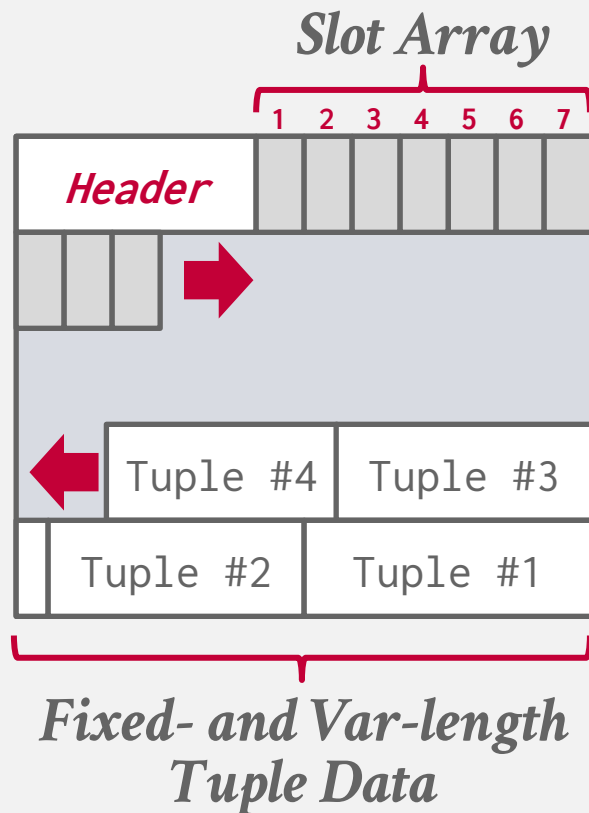 Slot Array
1 2 3 4 5 6 7
Header
Tuple #4 Tuple #3
Tuple #2 Tuple #1
Fixed- and Var-length
Tuple Data